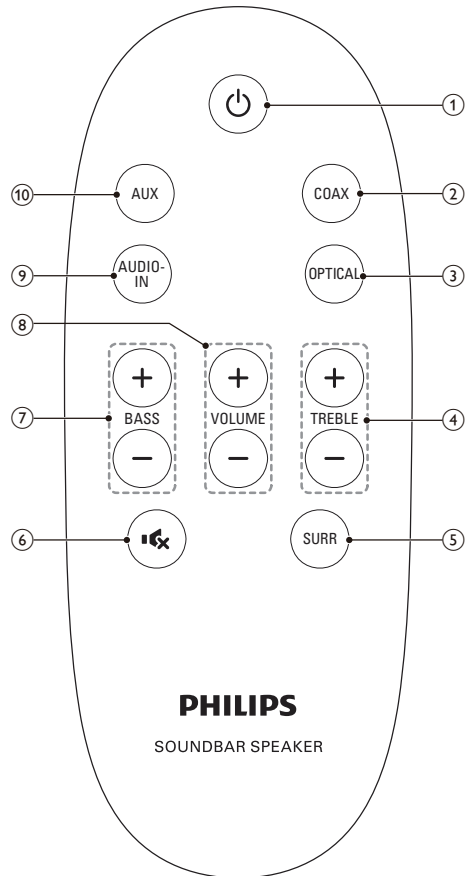 ①
⑩ AUX COAX ②
⑨ AUDIO-
IN OPTICAL ③
⑧
+ + +
⑦ BASS VOLUME TREBLE ④
− − −
⑥ SURR ⑤
PHILIPS
SOUNDBAR SPEAKER